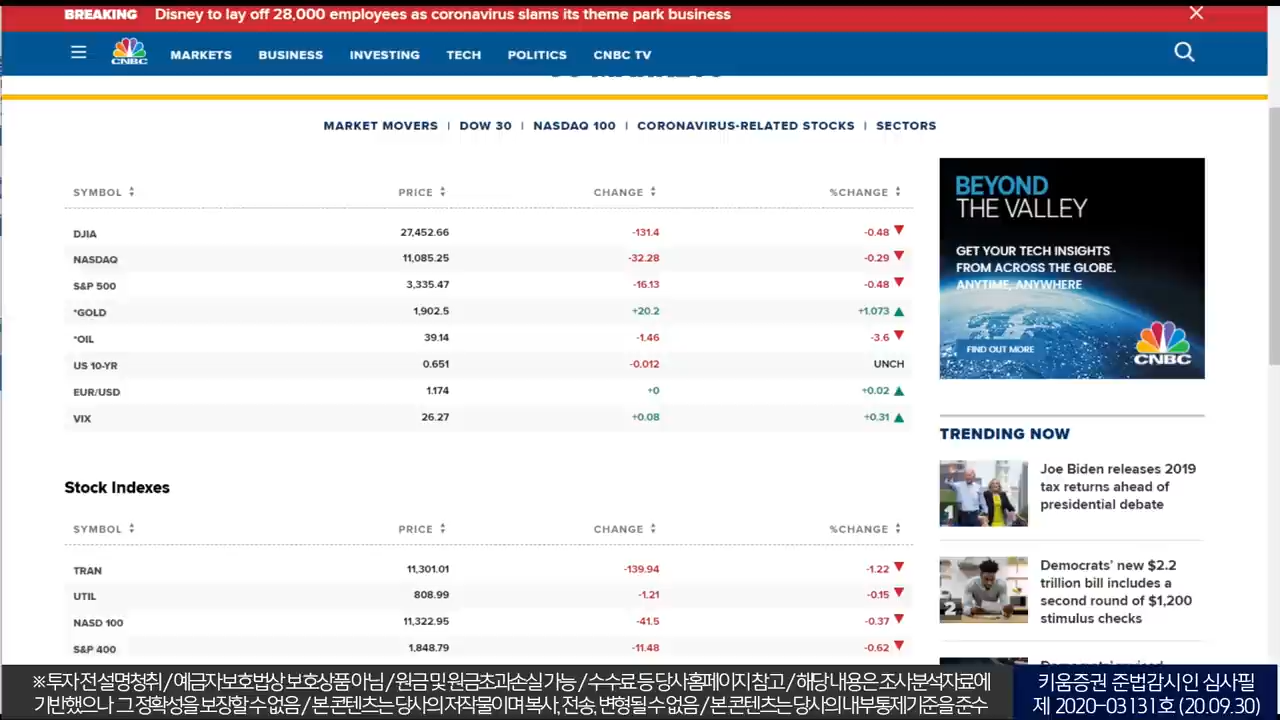 BREAKING Disney to lay off 28,000 employees as coronavirus slams its theme park business
CNBC MARKETS BUSINESS INVESTING TECH POLITICS CNBC TV
MARKET MOVERS | DOW 30 | NASDAQ 100 | CORONAVIRUS-RELATED STOCKS | SECTORS
SYMBOL PRICE CHANGE %CHANGE
DJIA 27,452.66 -131.4 -0.48
NASDAQ 11,085.25 -32.28 -0.29
S&P 500 3,335.47 -16.13 -0.48
*GOLD 1,902.5 +20.2 +1.073
*OIL 39.14 -1.46 -3.6
US 10-YR 0.651 -0.012 UNCH
EUR/USD 1.174 +0 +0.02
VIX 26.27 +0.08 +0.31
Stock Indexes
SYMBOL PRICE CHANGE %CHANGE
TRAN 11,301.01 -139.94 -1.22
UTIL 808.99 -1.21 -0.15
NASD 100 11,322.95 -41.5 -0.37
S&P 400 1,848.79 -11.48 -0.62
BEYOND
THE VALLEY
GET YOUR TECH INSIGHTS
FROM ACROSS THE GLOBE.
ANYTIME, ANYWHERE
FIND OUT MORE
CNBC
TRENDING NOW
1
Joe Biden releases 2019
tax returns ahead of
presidential debate
2
Democrats' new $2.2
trillion bill includes a
second round of $1,200
stimulus checks
※투자 전 설명청취 / 예금자보호법상 보호상품 아님 / 원금 및 원금초과손실 가능 / 수수료 등 당사홈페이지 참고 / 해당 내용은 조사분석자료에
기반했으나 그 정확성을 보장할 수 없음 / 본 콘텐츠는 당사의 저작물이며 복사, 전송, 변형될 수 없음 / 본 콘텐츠는 당사의 내부통제기준을 준수
키움증권 준법감시인 심사필
제 2020-03131호 (20.09.30)